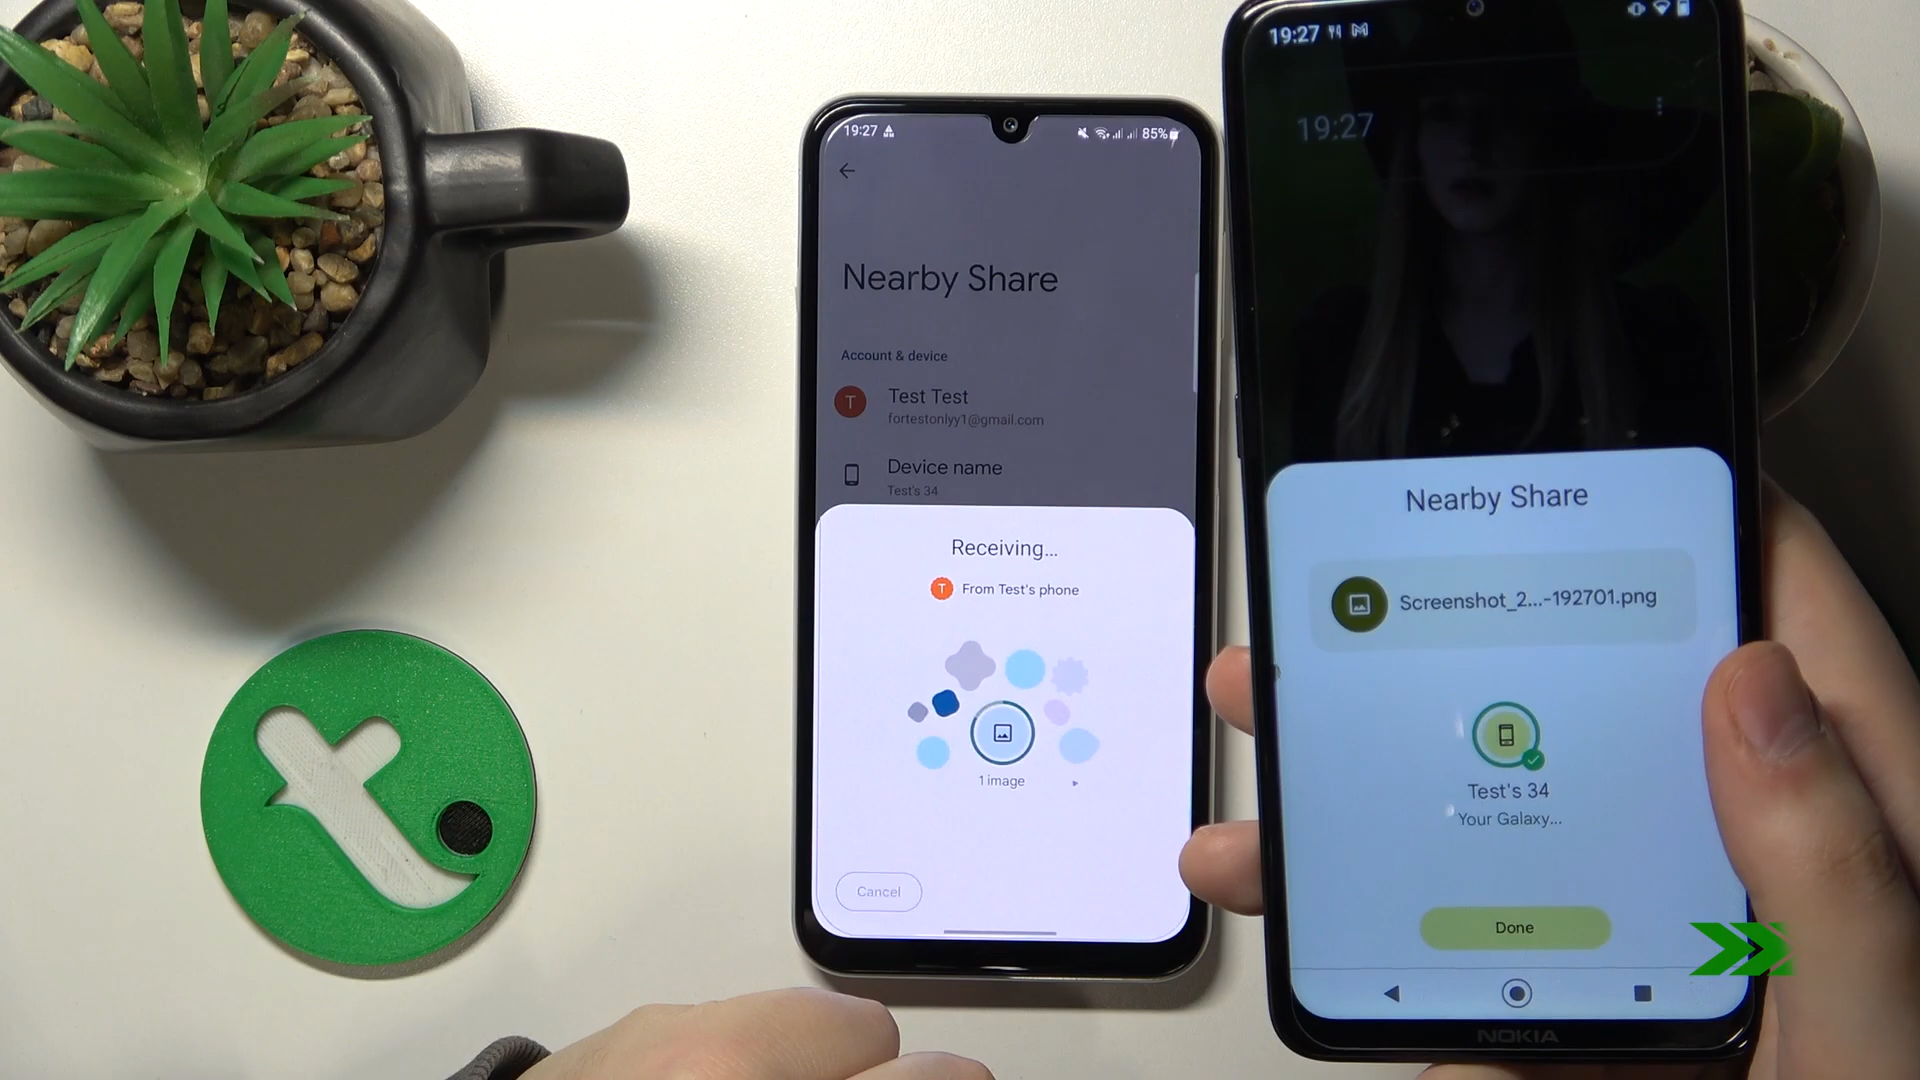 19:27
85%
Nearby Share
Account & device
T
Test Test
fortestonlyy1@gmail.com
Device name
Test's 34
Receiving...
T
From Test's phone
1 image
Cancel
19:27
19:27
Nearby Share
Screenshot_2...-192701.png
Test's 34
Your Galaxy...
Done
NOKIA
t